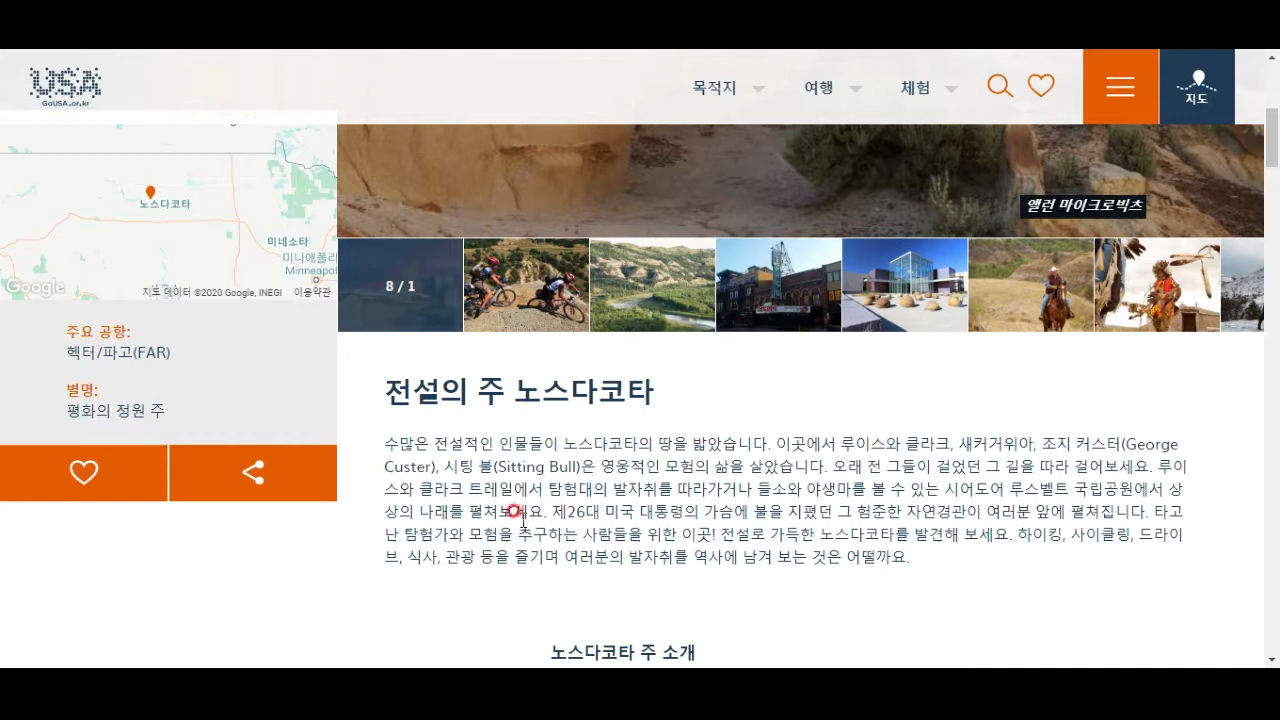 USA
GoUSA.or.kr
목적지
여행
체험
지도
노스다코타
미네소타
미니애폴리
Minneapol
Google
지도 데이터 ©2020 Google, INEGI
이용약관
앨런 마이크로빅츠
8 / 1
주요 공항:
헥터/파고(FAR)
별명:
평화의 정원 주
전설의 주 노스다코타
수많은 전설적인 인물들이 노스다코타의 땅을 밟았습니다. 이곳에서 루이스와 클라크, 새커거위아, 조지 커스터(George
Custer), 시팅 불(Sitting Bull)은 영웅적인 모험의 삶을 살았습니다. 오래 전 그들이 걸었던 그 길을 따라 걸어보세요. 루이
스와 클라크 트레일에서 탐험대의 발자취를 따라가거나 들소와 야생마를 볼 수 있는 시어도어 루스벨트 국립공원에서 상
상의 나래를 펼쳐보세요. 제26대 미국 대통령의 가슴에 불을 지폈던 그 험준한 자연경관이 여러분 앞에 펼쳐집니다. 타고
난 탐험가와 모험을 추구하는 사람들을 위한 이곳! 전설로 가득한 노스다코타를 발견해 보세요. 하이킹, 사이클링, 드라이
브, 식사, 관광 등을 즐기며 여러분의 발자취를 역사에 남겨 보는 것은 어떨까요.
노스다코타 주 소개